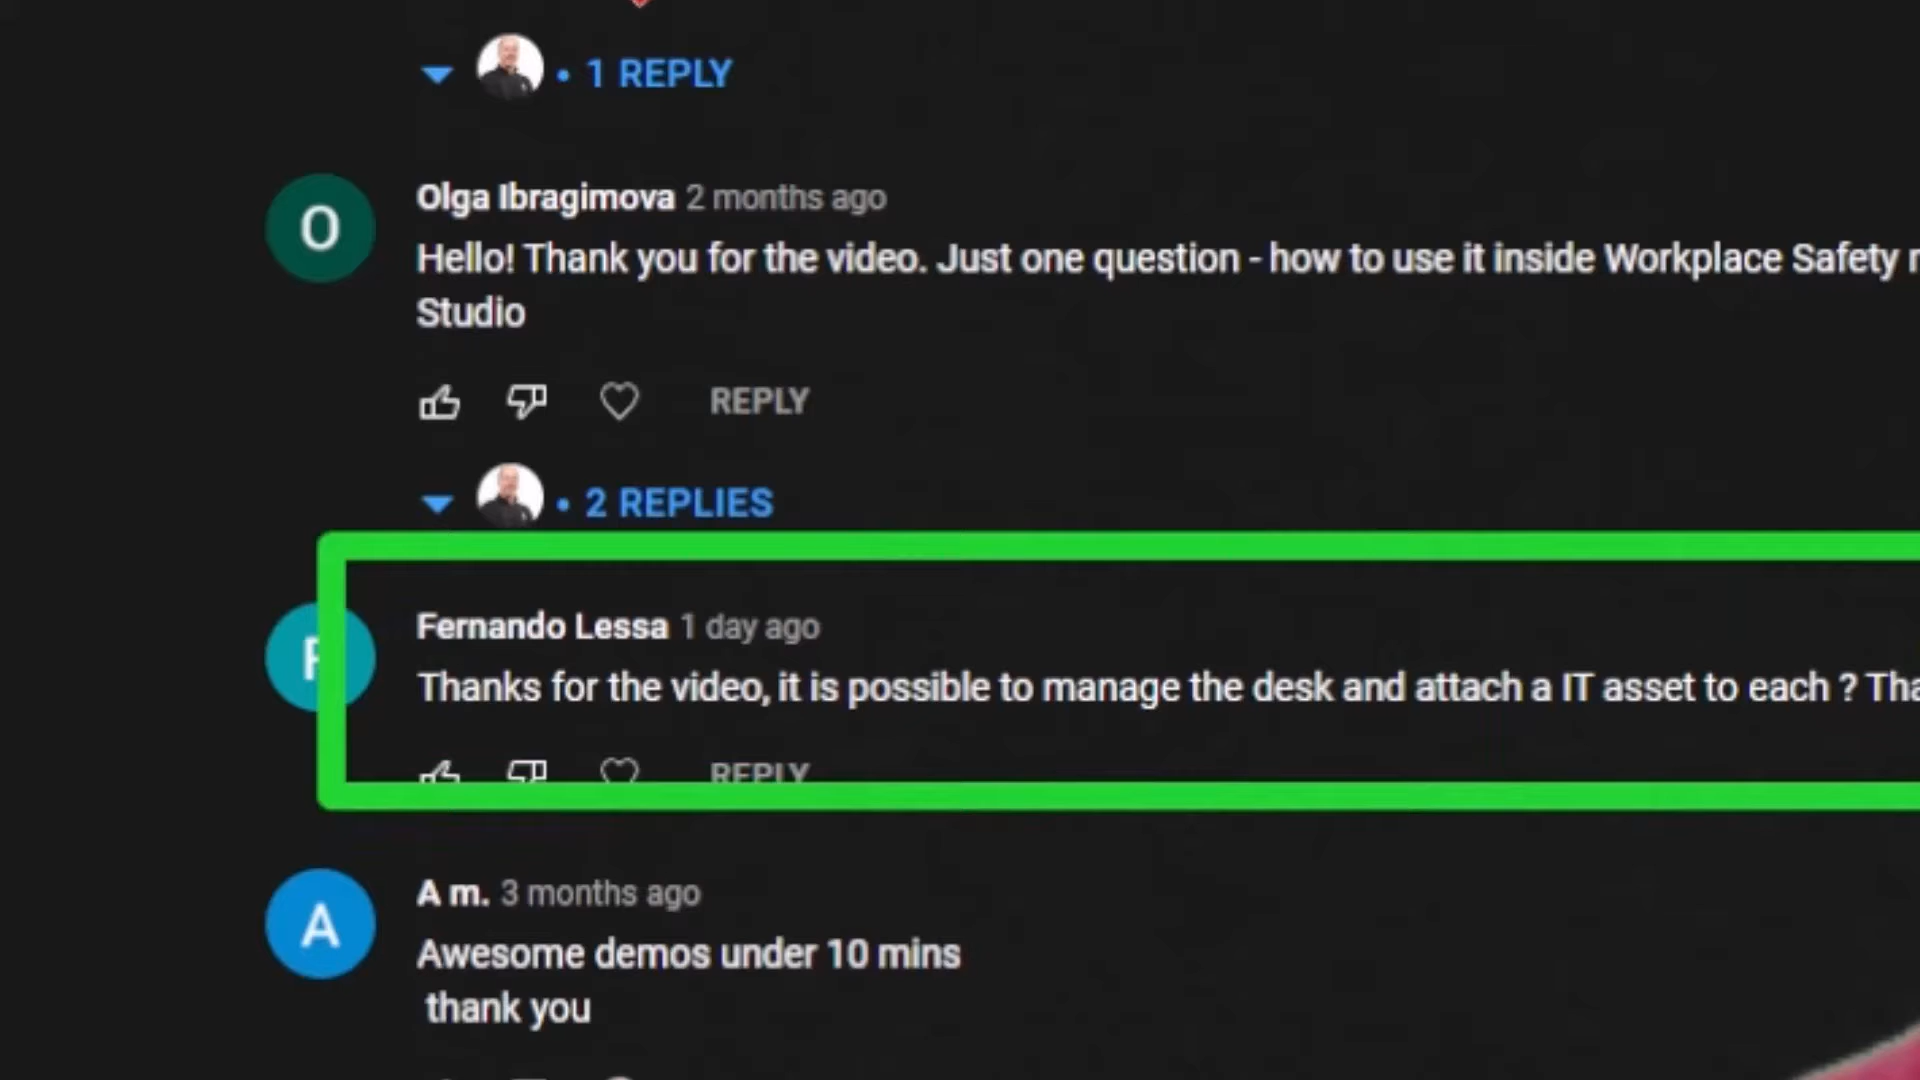 • 1 REPLY
O
Olga Ibragimova 2 months ago
Hello! Thank you for the video. Just one question - how to use it inside Workplace Safety
Studio
REPLY
• 2 REPLIES
Fernando Lessa 1 day ago
Thanks for the video, it is possible to manage the desk and attach a IT asset to each ?
REPLY
A
A m. 3 months ago
Awesome demos under 10 mins
thank you